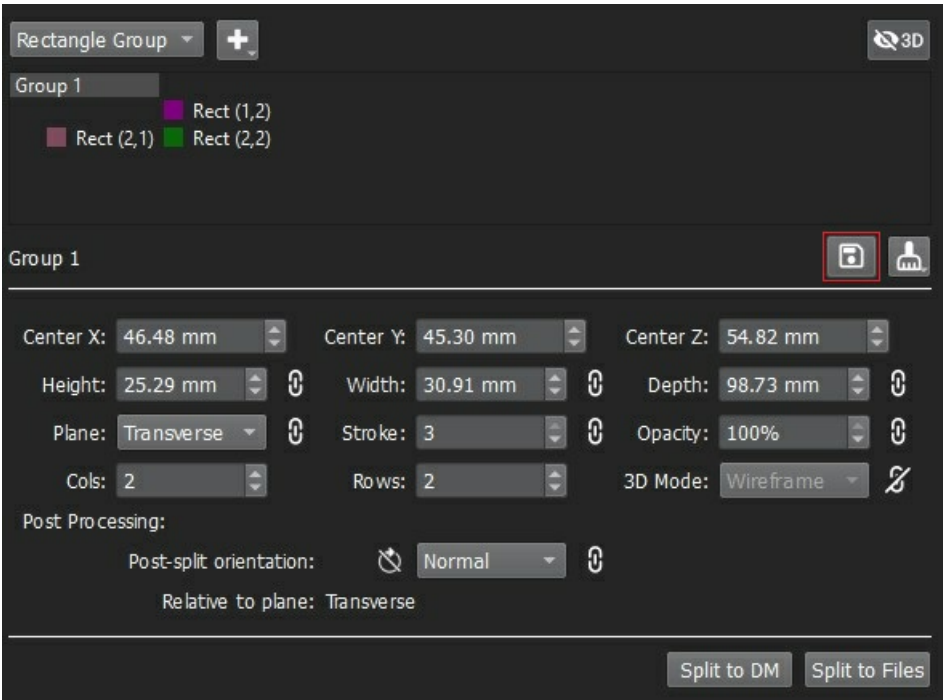 Rectangle Group 3D
Group 1
Rect (1,2)
Rect (2,1) Rect (2,2)
Group 1
Center X: 46.48 mm Center Y: 45.30 mm Center Z: 54.82 mm
Height: 25.29 mm Width: 30.91 mm Depth: 98.73 mm
Plane: Transverse Stroke: 3 Opacity: 100%
Cols: 2 Rows: 2 3D Mode: Wireframe
Post Processing:
Post-split orientation: Normal
Relative to plane: Transverse
Split to DM Split to Files